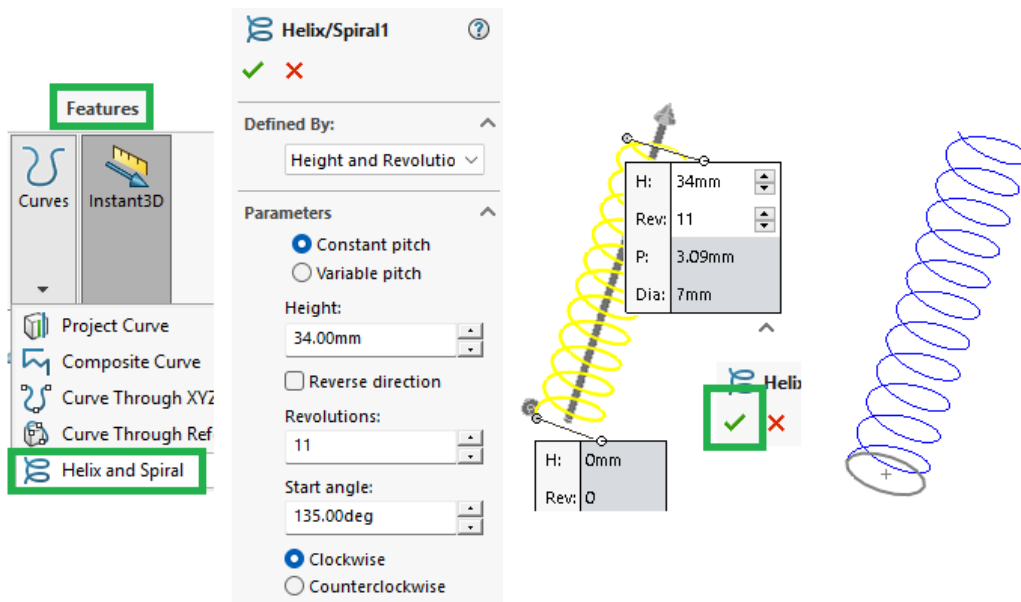 Features
Curves
Instant3D
Project Curve
Composite Curve
Curve Through XYZ
Curve Through Ref
Helix and Spiral
Helix/Spiral1
Defined By:
Height and Revolutio
Parameters
Constant pitch
Variable pitch
Height:
34.00mm
Reverse direction
Revolutions:
11
Start angle:
135.00deg
Clockwise
Counterclockwise
H: 34mm
Rev: 11
P: 3.09mm
Dia: 7mm
H: 0mm
Rev: 0
Helix